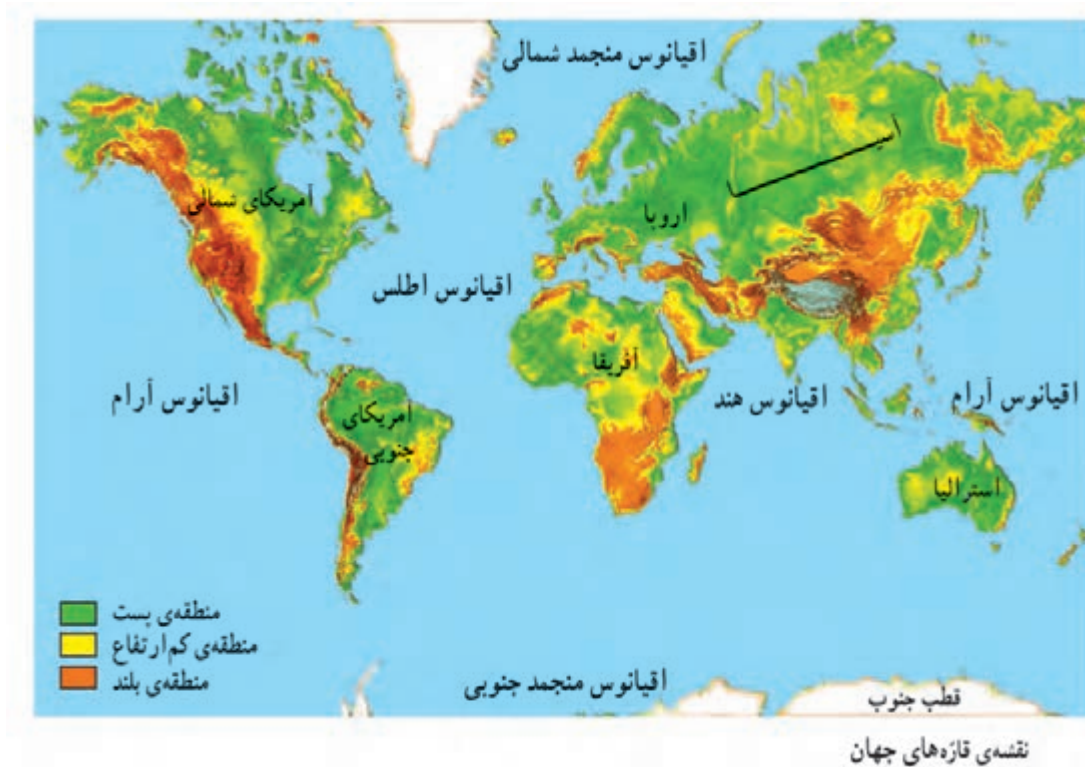 اقیانوس منجمد شمالی
آسیا
آمریکای شمالی
اروپا
اقیانوس اطلس
آفریقا
اقیانوس آرام
اقیانوس هند
اقیانوس آرام
آمریکای
جنوبی
استرالیا
منطقه‌ی پست
منطقه‌ی کم‌ارتفاع
منطقه‌ی بلند
اقیانوس منجمد جنوبی
قطب جنوب
نقشه‌ی قاره‌های جهان